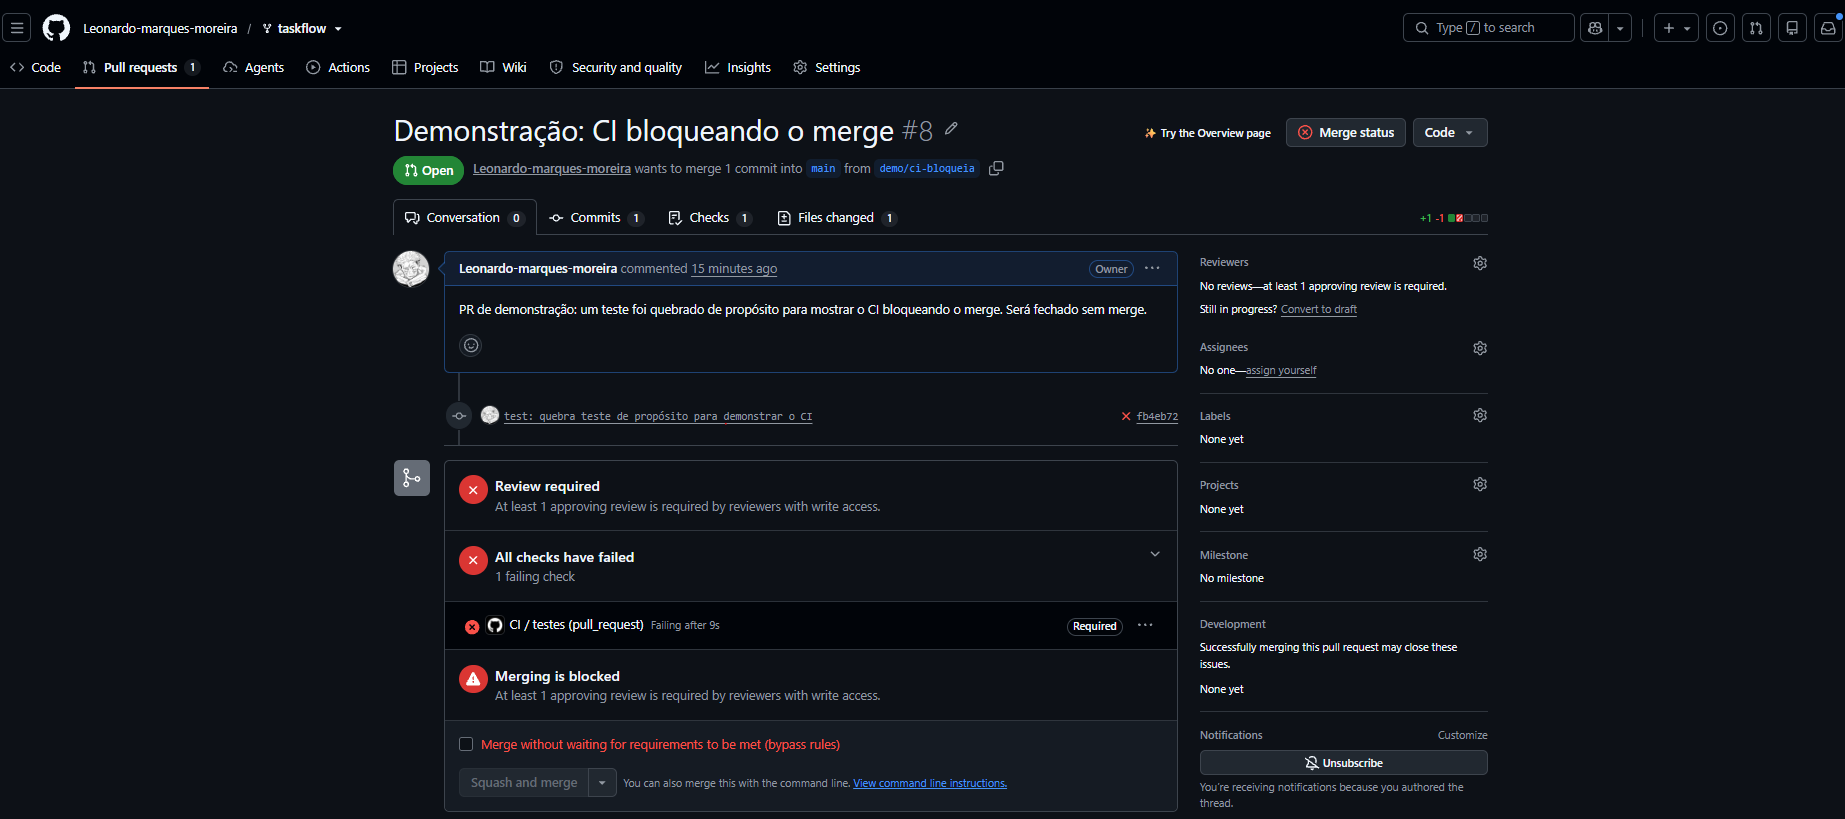 Leonardo-marques-moreira / taskflow
Type / to search
Code
Pull requests 1
Agents
Actions
Projects
Wiki
Security and quality
Insights
Settings
Demonstração: CI bloqueando o merge #8
Try the Overview page
Merge status
Code
Open
Leonardo-marques-moreira wants to merge 1 commit into main from demo/ci-bloqueia
Conversation 0
Commits 1
Checks 1
Files changed 1
+1 -1
Leonardo-marques-moreira commented 15 minutes ago
Owner
PR de demonstração: um teste foi quebrado de propósito para mostrar o CI bloqueando o merge. Será fechado sem merge.
test: quebra teste de propósito para demonstrar o CI
fb4eb72
Review required
At least 1 approving review is required by reviewers with write access.
All checks have failed
1 failing check
CI / testes (pull_request) Failing after 9s
Required
Merging is blocked
At least 1 approving review is required by reviewers with write access.
Merge without waiting for requirements to be met (bypass rules)
Squash and merge
You can also merge this with the command line. View command line instructions.
Reviewers
No reviews—at least 1 approving review is required.
Still in progress? Convert to draft
Assignees
No one—assign yourself
Labels
None yet
Projects
None yet
Milestone
No milestone
Development
Successfully merging this pull request may close these
issues.
None yet
Notifications
Customize
Unsubscribe
You're receiving notifications because you authored the
thread.